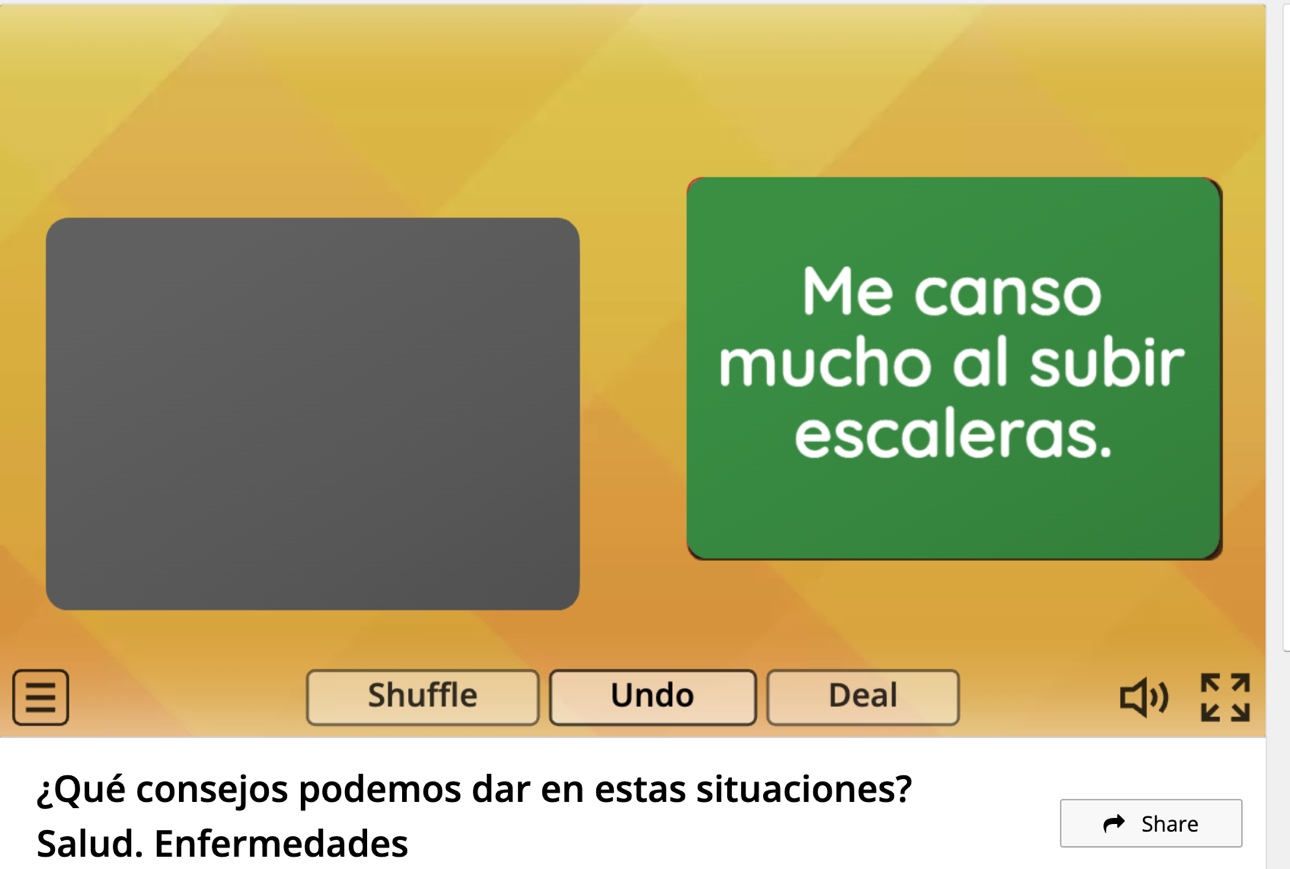 Me canso
mucho al subir
escaleras.
Shuffle
Undo
Deal
¿Qué consejos podemos dar en estas situaciones?
Salud. Enfermedades
Share